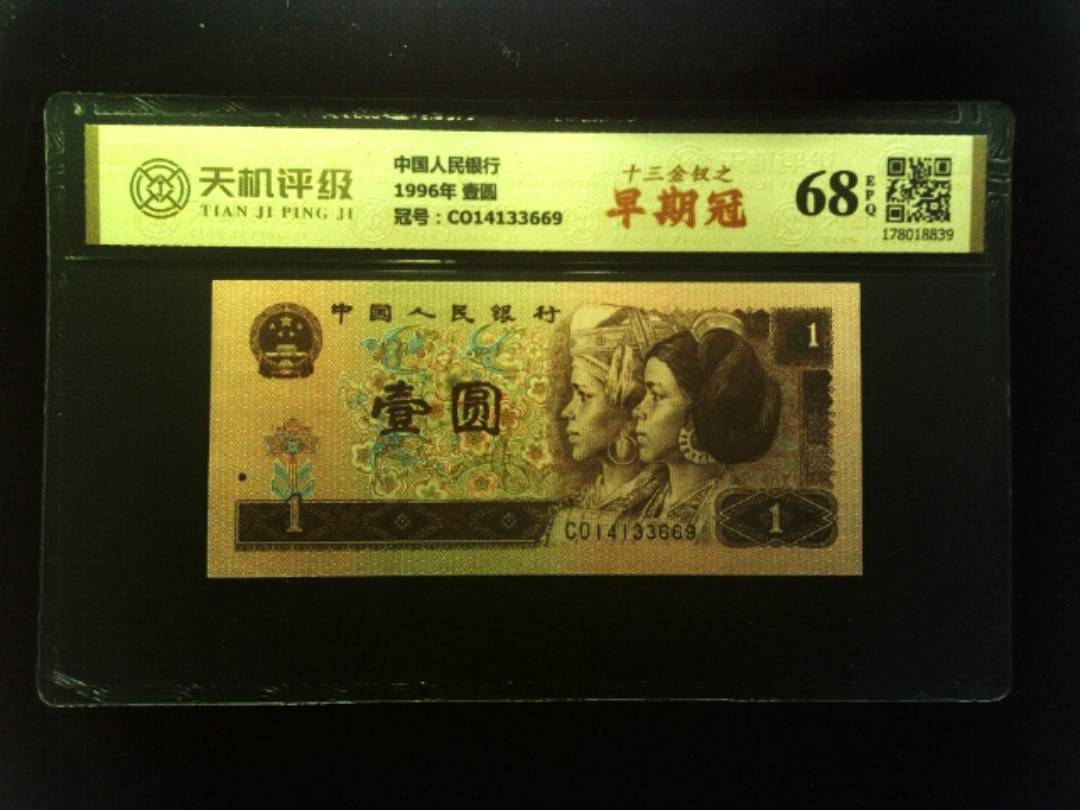 天机评级
TIAN JI PING JI
中国人民银行
1996年 壹圆
冠号：CO14133669
十三金钗之
早期冠
68
EPQ
178018839
中国人民银行
1
壹圆
1
CO14133669
1